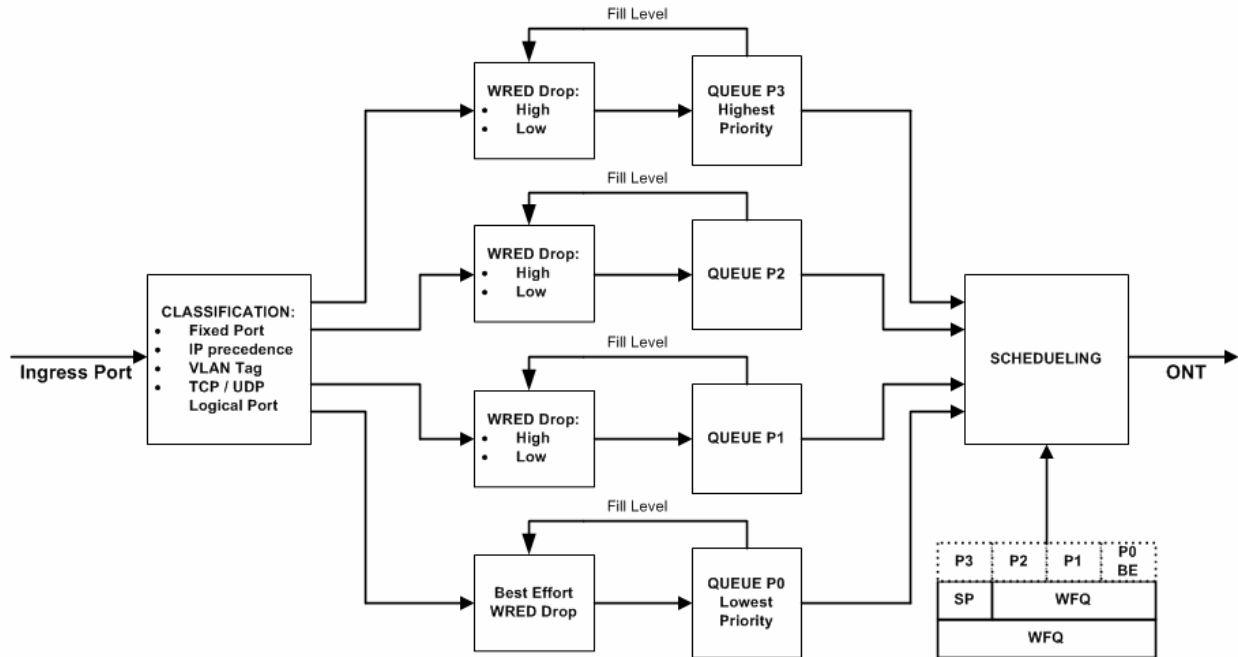 Fill Level
WRED Drop:
• High
• Low
QUEUE P3
Highest
Priority
Fill Level
WRED Drop:
• High
• Low
QUEUE P2
Ingress Port
CLASSIFICATION:
• Fixed Port
• IP precedence
• VLAN Tag
• TCP / UDP
Logical Port
Fill Level
WRED Drop:
• High
• Low
QUEUE P1
Fill Level
Best Effort
WRED Drop
QUEUE P0
Lowest
Priority
SCHEDUELING
ONT
P3 P2 P1 P0
BE
SP WFQ
WFQ